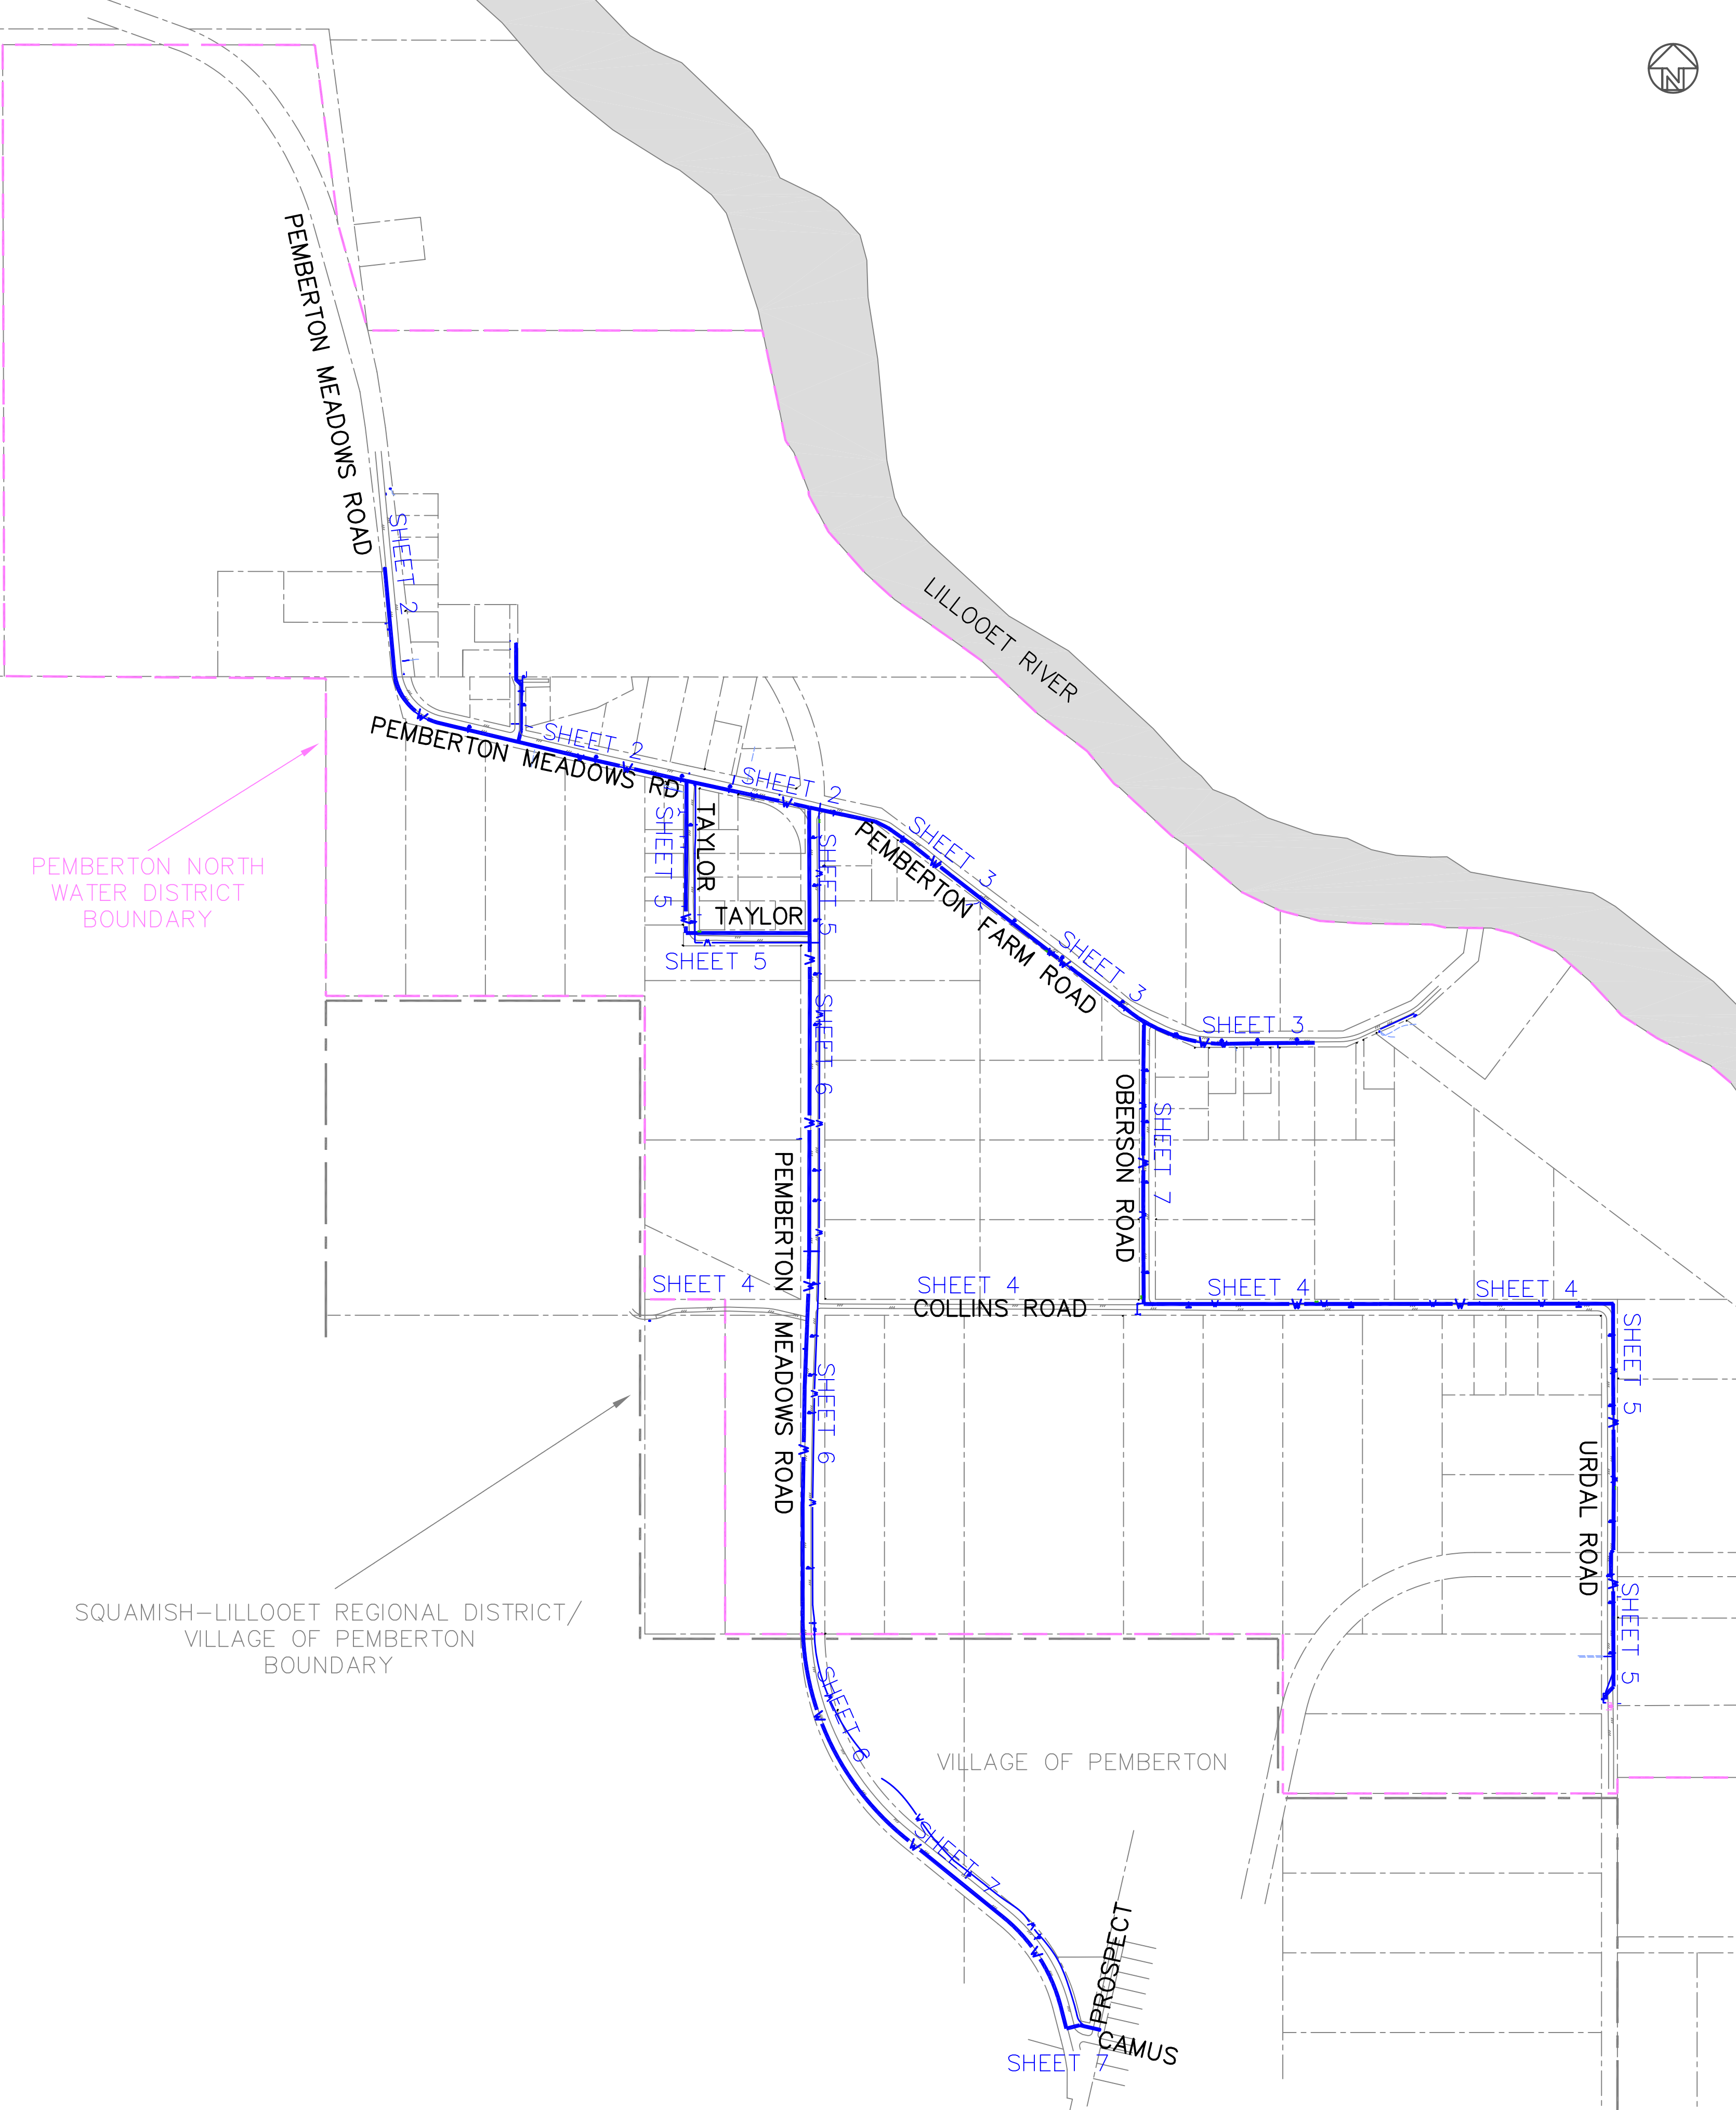 N
PEMBERTON MEADOWS ROAD
SHEET 2
LILLOOET RIVER
PEMBERTON MEADOWS RD
SHEET 2
SHEET 2
PEMBERTON NORTH
WATER DISTRICT
BOUNDARY
SHEET 5
TAYLOR
TAYLOR
SHEET 5
SHEET 5
SHEET 3
PEMBERTON FARM ROAD
SHEET 3
SHEET 3
SHEET 6
OBERSON ROAD
SHEET 7
PEMBERTON MEADOWS ROAD
SHEET 4
SHEET 4
COLLINS ROAD
SHEET 4
SHEET 4
SHEET 6
SHEET 5
URDAL ROAD
SHEET 5
SQUAMISH-LILLOOET REGIONAL DISTRICT/
VILLAGE OF PEMBERTON
BOUNDARY
SHEET 6
VILLAGE OF PEMBERTON
SHEET 7
PROSPECT
CAMUS
SHEET 7